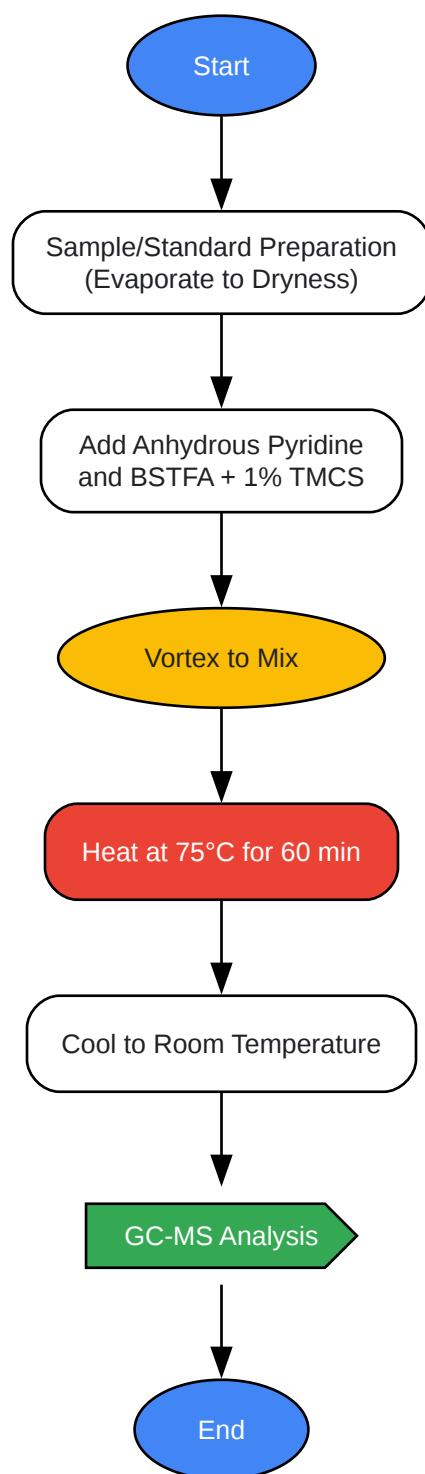 Start
Sample/Standard Preparation
(Evaporate to Dryness)
Add Anhydrous Pyridine
and BSTFA + 1% TMCS
Vortex to Mix
Heat at 75°C for 60 min
Cool to Room Temperature
GC-MS Analysis
End